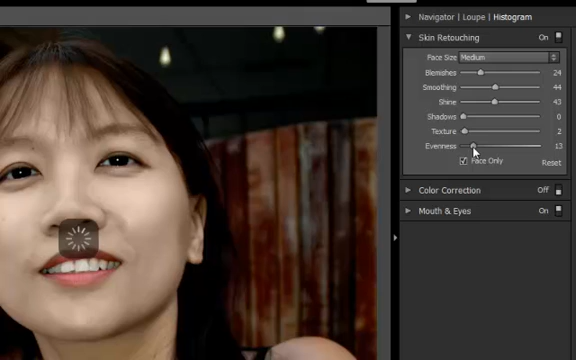 Navigator | Loupe | Histogram
Skin Retouching On
Face Size Medium
Blemishes 24
Smoothing 44
Shine 43
Shadows 0
Texture 2
Evenness 13
Face Only Reset
Color Correction Off
Mouth & Eyes On